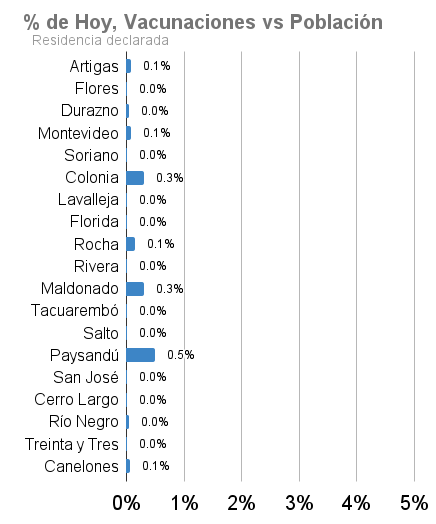 % de Hoy, Vacunaciones vs Población
Residencia declarada
Artigas 0.1%
Flores 0.0%
Durazno 0.0%
Montevideo 0.1%
Soriano 0.0%
Colonia 0.3%
Lavalleja 0.0%
Florida 0.0%
Rocha 0.1%
Rivera 0.0%
Maldonado 0.3%
Tacuarembó 0.0%
Salto 0.0%
Paysandú 0.5%
San José 0.0%
Cerro Largo 0.0%
Río Negro 0.0%
Treinta y Tres 0.0%
Canelones 0.1%
0% 1% 2% 3% 4% 5%